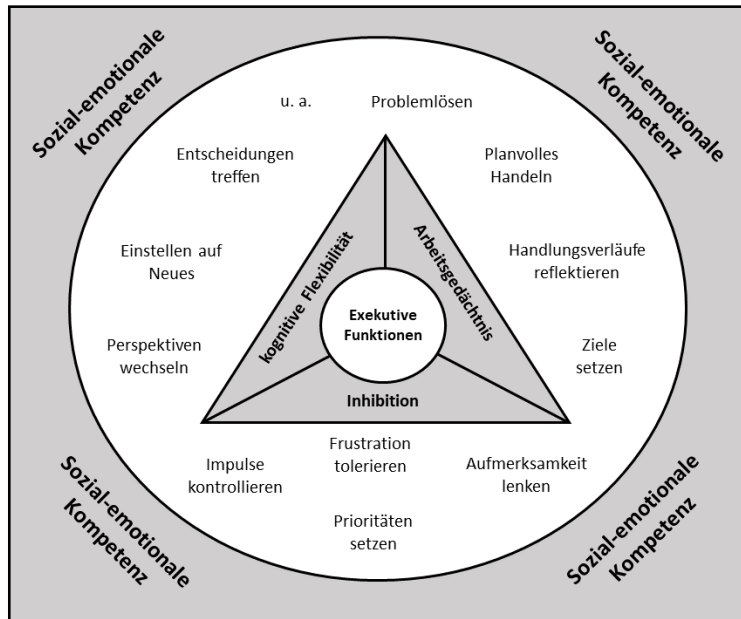 Sozial-emotionale
Kompetenz
Sozial-emotionale
Kompetenz
u. a.
Problemlösen
Entscheidungen
treffen
Planvolles
Handeln
Einstellen auf
Neues
Handlungsverläufe
reflektieren
kognitive Flexibilität
Arbeitsgedächtnis
Exekutive
Funktionen
Perspektiven
wechseln
Ziele
setzen
Inhibition
Impulse
kontrollieren
Frustration
tolerieren
Aufmerksamkeit
lenken
Prioritäten
setzen
Sozial-emotionale
Kompetenz
Sozial-emotionale
Kompetenz